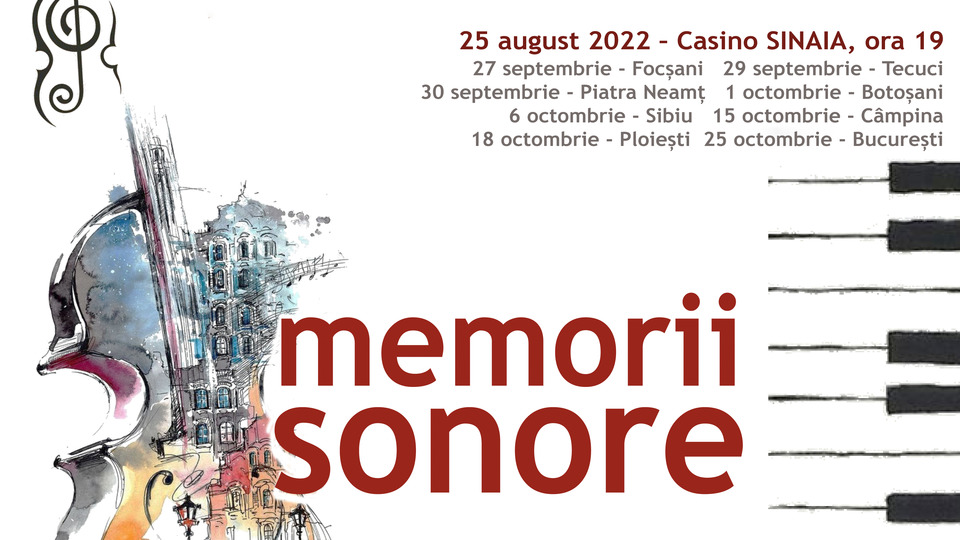 25 august 2022 – Casino SINAIA, ora 19
27 septembrie - Focșani 29 septembrie - Tecuci
30 septembrie - Piatra Neamț 1 octombrie - Botoșani
6 octombrie - Sibiu 15 octombrie - Câmpina
18 octombrie - Ploiești 25 octombrie - București
memorii
sonore